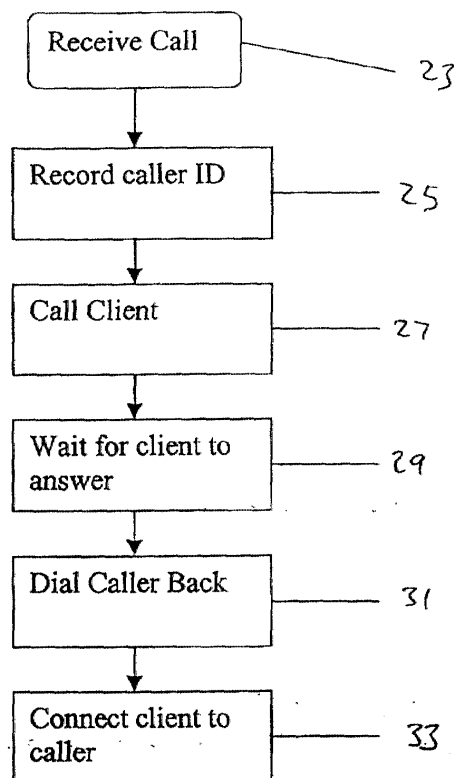 Receive Call
23
Record caller ID
25
Call Client
27
Wait for client to
answer
29
Dial Caller Back
31
Connect client to
caller
33